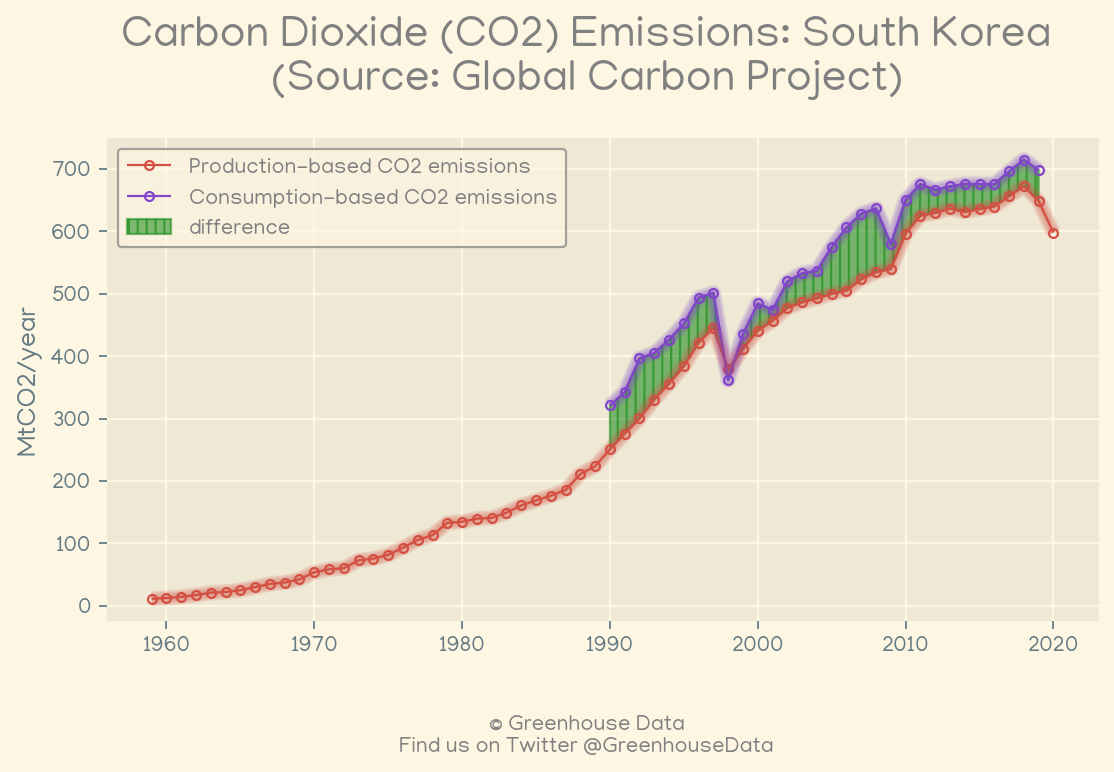 Carbon Dioxide (CO2) Emissions: South Korea
(Source: Global Carbon Project)
Production-based CO2 emissions
Consumption-based CO2 emissions
difference
MtCO2/year
700
600
500
400
300
200
100
0
1960 1970 1980 1990 2000 2010 2020
© Greenhouse Data
Find us on Twitter @GreenhouseData